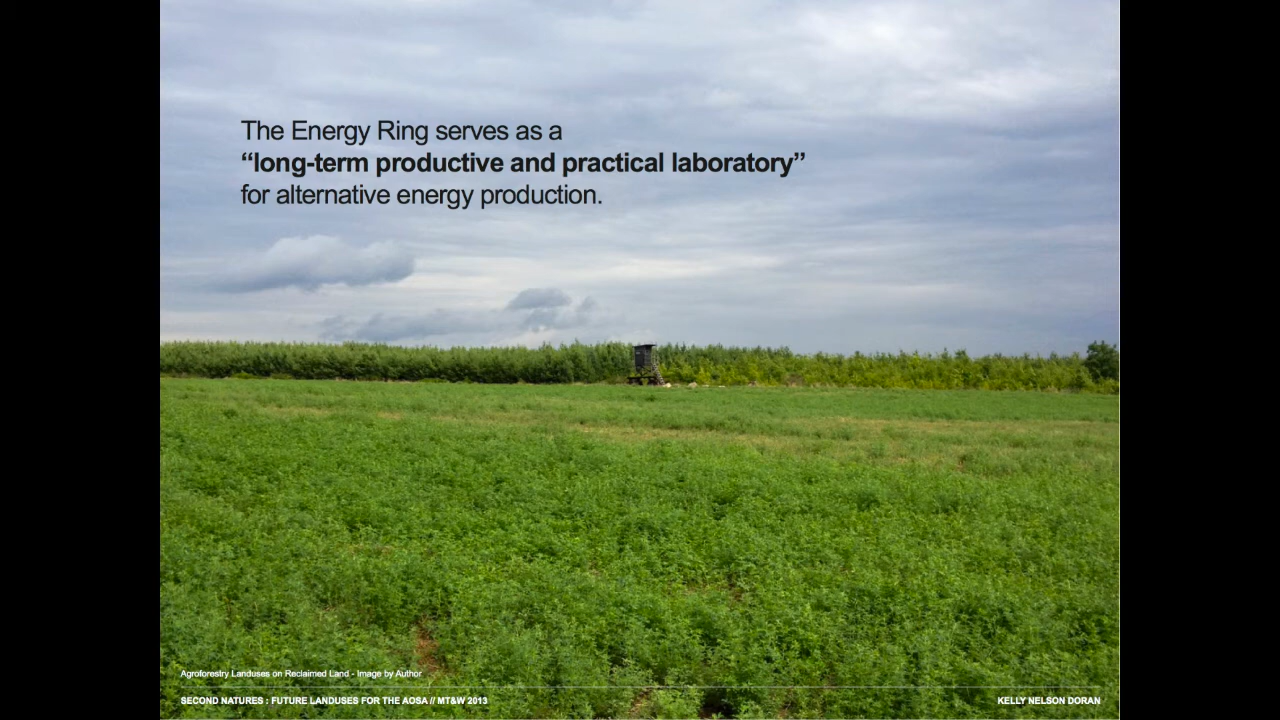 The Energy Ring serves as a
“long-term productive and practical laboratory”
for alternative energy production.
Agroforestry Landuses on Reclaimed Land - Image by Author
SECOND NATURES : FUTURE LANDUSES FOR THE AOSA // MT&W 2013
KELLY NELSON DORAN